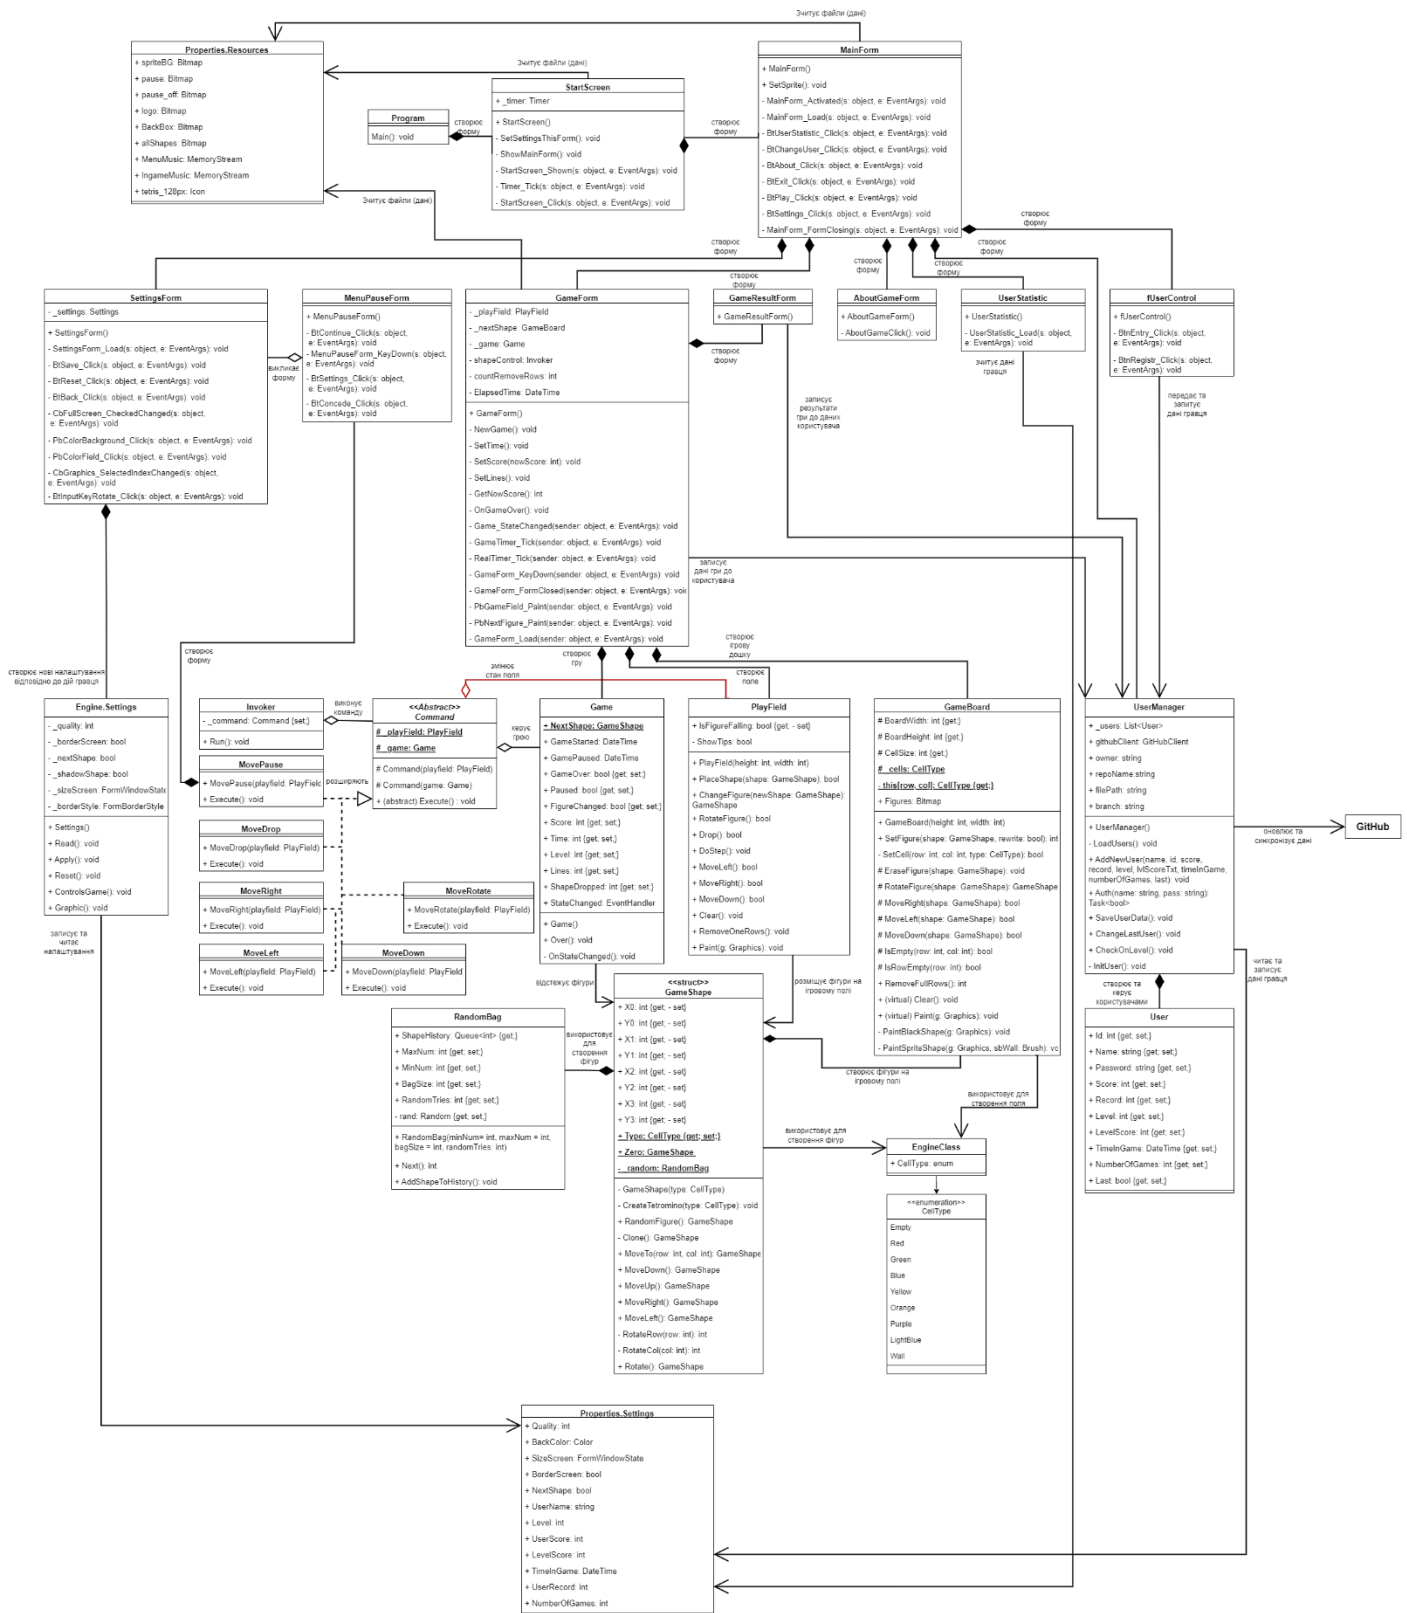 Зчитує файли (дані)
Properties.Resources
+ spriteBG: Bitmap
+ pause: Bitmap
+ pause_off: Bitmap
+ logo: Bitmap
+ BackBox: Bitmap
+ allShapes: Bitmap
+ MenuMusic: MemoryStream
+ IngameMusic: MemoryStream
+ tetris_128px: Icon
Зчитує файли (дані)
Program
Main(): void
створює
форму
StartScreen
+ _timer: Timer
+ StartScreen()
- SetSettingsThisForm(): void
- ShowMainForm(): void
- StartScreen_Shown(s: object, e: EventArgs): void
- Timer_Tick(s: object, e: EventArgs): void
- StartScreen_Click(s: object, e: EventArgs): void
створює
форму
MainForm
+ MainForm()
+ SetSprite(): void
- MainForm_Activated(s: object, e: EventArgs): void
- MainForm_Load(s: object, e: EventArgs): void
- BtUserStatistic_Click(s: object, e: EventArgs): void
- BtChangeUser_Click(s: object, e: EventArgs): void
- BtAbout_Click(s: object, e: EventArgs): void
- BtExit_Click(s: object, e: EventArgs): void
- BtPlay_Click(s: object, e: EventArgs): void
- BtSettings_Click(s: object, e: EventArgs): void
- MainForm_FormClosing(s: object, e: EventArgs): void
Зчитує файли (дані)
створює
форму
створює
форму
створює
форму
створює
форму
створює
форму
SettingsForm
- _settings: Settings
+ SettingsForm()
- SettingsForm_Load(s: object, e: EventArgs): void
- BtSave_Click(s: object, e: EventArgs): void
- BtReset_Click(s: object, e: EventArgs): void
- BtBack_Click(s: object, e: EventArgs): void
- CbFullScreen_CheckedChanged(s: object,
e: EventArgs): void
- PbColorBackground_Click(s: object, e: EventArgs): void
- PbColorField_Click(s: object, e: EventArgs): void
- CbGraphics_SelectedIndexChanged(s: object,
e: EventArgs): void
- BtInputKeyRotate_Click(s: object, e: EventArgs): void
викликає
форму
MenuPauseForm
+ MenuPauseForm()
- BtContinue_Click(s: object,
e: EventArgs): void
- MenuPauseForm_KeyDown(s: object,
e: EventArgs): void
- BtSettings_Click(s: object,
e: EventArgs): void
- BtConcede_Click(s: object,
e: EventArgs): void
GameForm
- _playField: PlayField
- _nextShape: GameBoard
- _game: Game
- shapeControl: Invoker
- countRemoveRows: int
- ElapsedTime: DateTime
+ GameForm()
- NewGame(): void
- SetTime(): void
- SetScore(nowScore: int): void
- SetLines(): void
- GetNowScore(): int
- OnGameOver(): void
- Game_StateChanged(sender: object, e: EventArgs): void
- GameTimer_Tick(sender: object, e: EventArgs): void
- RealTimer_Tick(sender: object, e: EventArgs): void
- GameForm_KeyDown(sender: object, e: EventArgs): void
- GameForm_FormClosed(sender: object, e: EventArgs): void
- PbGameField_Paint(sender: object, e: EventArgs): void
- PbNextFigure_Paint(sender: object, e: EventArgs): void
- GameForm_Load(sender: object, e: EventArgs): void
створює
форму
GameResultForm
+ GameResultForm()
AboutGameForm
+ AboutGameForm()
- AboutGameClick(): void
UserStatistic
+ UserStatistic()
- UserStatistic_Load(s: object,
e: EventArgs): void
fUserControl
+ fUserControl()
- BtnEntry_Click(s: object,
e: EventArgs): void
- BtnRegistr_Click(s: object,
e: EventArgs): void
зчитує дані
гравця
записує
результати
гри до даних
користувача
передає та
запитує
дані гравця
записує
дані гри до
користувача
створює нові налаштування
відповідно до дій гравця
створює
форму
змінює
стан поля
створює
гру
створює
поле
створює
ігрову
дошку
Engine.Settings
- _quality: int
- _borderScreen: bool
- _nextShape: bool
- _shadowShape: bool
- _sizeScreen: FormWindowState
- _borderStyle: FormBorderStyle
+ Settings()
+ Read(): void
+ Apply(): void
+ Reset(): void
+ ControlsGame(): void
+ Graphic(): void
Invoker
- _command: Command {set;}
+ Run(): void
виконує
команду
MovePause
+ MovePause(playfield: PlayField)
+ Execute(): void
розширяють
MoveDrop
+ MoveDrop(playfield: PlayField)
+ Execute(): void
MoveRight
+ MoveRight(playfield: PlayField)
+ Execute(): void
MoveLeft
+ MoveLeft(playfield: PlayField)
+ Execute(): void
MoveDown
+ MoveDown(playfield: PlayField)
+ Execute(): void
MoveRotate
+ MoveRotate(playfield: PlayField)
+ Execute(): void
<<Abstract>>
Command
# _playField: PlayField
# _game: Game
# Command(playfield: PlayField)
# Command(game: Game)
+ (abstract) Execute() : void
керує
грою
Game
+ NextShape: GameShape
+ GameStarted: DateTime
+ GamePaused: DateTime
+ GameOver: bool {get; set;}
+ Paused: bool {get; set;}
+ FigureChanged: bool {get; set;}
+ Score: int {get; set;}
+ Time: int {get; set;}
+ Level: int {get; set;}
+ Lines: int {get; set;}
+ ShapeDropped: int {get; set;}
+ StateChanged: EventHandler
+ Game()
+ Over(): void
- OnStateChanged(): void
PlayField
+ IsFigureFalling: bool {get; - set}
- ShowTips: bool
+ PlayField(height: int, width: int)
+ PlaceShape(shape: GameShape): bool
+ ChangeFigure(newShape: GameShape):
GameShape
+ RotateFigure(): bool
+ Drop(): bool
+ DoStep(): void
+ MoveLeft(): bool
+ MoveRight(): bool
+ MoveDown(): bool
+ Clear(): void
+ RemoveOneRows(): void
+ Paint(g: Graphics): void
GameBoard
# BoardWidth: int {get;}
# BoardHeight: int {get;}
# CellSize: int {get;}
# _cells: CellType
- this[row, col]: CellType {get;}
+ Figures: Bitmap
+ GameBoard(height: int, width: int)
+ SetFigure(shape: GameShape, rewrite: bool): int
- SetCell(row: int, col: int, type: CellType): bool
# EraseFigure(shape: GameShape): void
# RotateFigure(shape: GameShape): GameShape
# MoveRight(shape: GameShape): bool
# MoveLeft(shape: GameShape): bool
# MoveDown(shape: GameShape): bool
# IsEmpty(row: int, col: int): bool
# IsRowEmpty(row: int): bool
+ RemoveFullRows(): int
+ (virtual) Clear(): void
+ (virtual) Paint(g: Graphics): void
- PaintBlackShape(g: Graphics): void
- PaintSpriteShape(g: Graphics, sbWall: Brush): vo
UserManager
+ _users: List<User>
+ githubClient: GitHubClient
+ owner: string
+ repoName:string
+ filePath: string
+ branch: string
+ UserManager()
- LoadUsers(): void
+ AddNewUser(name, id, score,
record, level, lvlScoreTxt, timeInGame,
numberOfGames, last): void
+ Auth(name: string, pass: string):
Task<bool>
+ SaveUserData(): void
+ ChangeLastUser(): void
+ CheckOnLevel(): void
- InitUser(): void
оновлює та
синхронізує дані
GitHub
записує та
читає
налаштування
відстежує фігури
розміщує фігури на
ігровому полі
створює та
керує
користувачами
читає та
записує
дані гравця
RandomBag
+ ShapeHistory: Queue<int> {get;}
+ MaxNum: int {get; set;}
+ MinNum: int {get; set;}
+ BagSize: int {get; set;}
+ RandomTries: int {get; set;}
- rand: Random {get; set;}
+ RandomBag(minNum= int, maxNum = int,
bagSize = int, randomTries: int)
+ Next(): int
+ AddShapeToHistory(): void
використовує
для
створення
фігур
<<struct>>
GameShape
+ X0: int {get; - set}
+ Y0: int {get; - set}
+ X1: int {get; - set}
+ Y1: int {get; - set}
+ X2: int {get; - set}
+ Y2: int {get; - set}
+ X3: int {get; - set}
+ Y3: int {get; - set}
+ Type: CellType {get; set;}
+ Zero: GameShape
- _random: RandomBag
- GameShape(type: CellType)
- CreateTetromino(type: CellType): void
+ RandomFigure(): GameShape
- Clone(): GameShape
+ MoveTo(row: int, col: int): GameShape
+ MoveDown(): GameShape
+ MoveUp(): GameShape
+ MoveRight(): GameShape
+ MoveLeft(): GameShape
- RotateRow(row: int): int
- RotateCol(col: int): int
+ Rotate(): GameShape
створює фігури на
ігровому полі
використовує для
створення поля
використовує для
створення фігур
EngineClass
+ CellType: enum
<<enumeration>>
CellType
Empty
Red
Green
Blue
Yellow
Orange
Purple
LightBlue
Wall
User
+ Id: int {get; set;}
+ Name: string {get; set;}
+ Password: string {get; set;}
+ Score: int {get; set;}
+ Record: int {get; set;}
+ Level: int {get; set;}
+ LevelScore: int {get; set;}
+ TimeInGame: DateTime {get; set;}
+ NumberOfGames: int {get; set;}
+ Last: bool {get; set;}
Properties.Settings
+ Quality: int
+ BackColor: Color
+ SizeScreen: FormWindowState
+ BorderScreen: bool
+ NextShape: bool
+ UserName: string
+ Level: int
+ UserScore: int
+ LevelScore: int
+ TimeInGame: DateTime
+ UserRecord: int
+ NumberOfGames: int